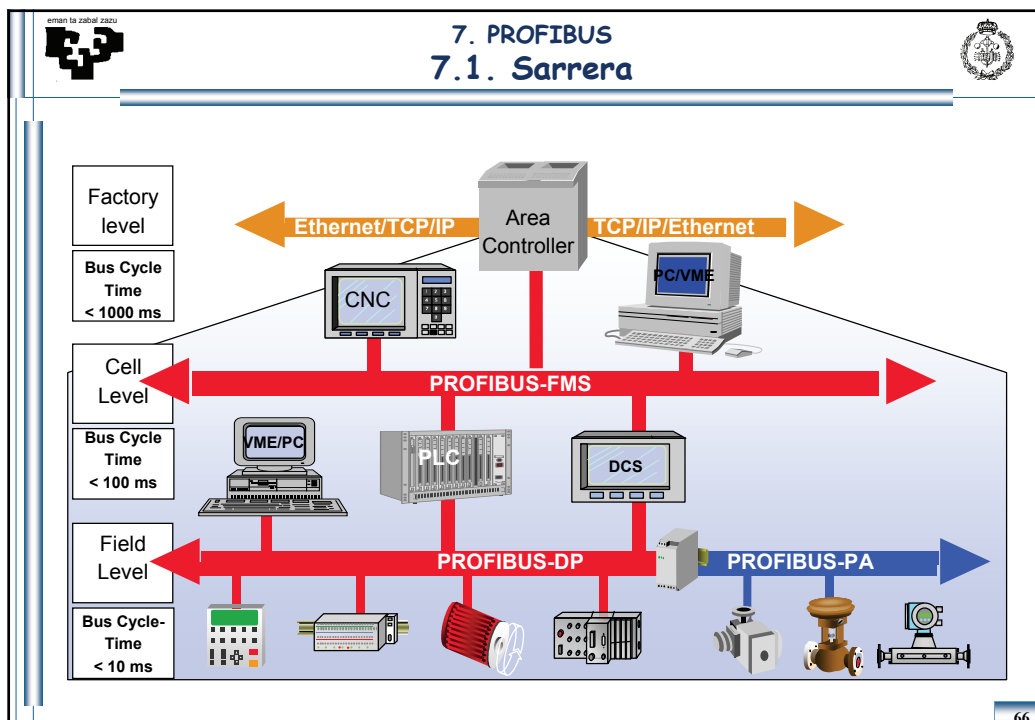 eman ta zabal zazu
7. PROFIBUS
7.1. Sarrera
Factory
level
Ethernet/TCP/IP
Area
Controller
TCP/IP/Ethernet
Bus Cycle
Time
< 1000 ms
CNC
PC/VME
Cell
Level
PROFIBUS-FMS
Bus Cycle
Time
< 100 ms
VME/PC
PLC
DCS
Field
Level
PROFIBUS-DP
PROFIBUS-PA
Bus Cycle-
Time
< 10 ms
66